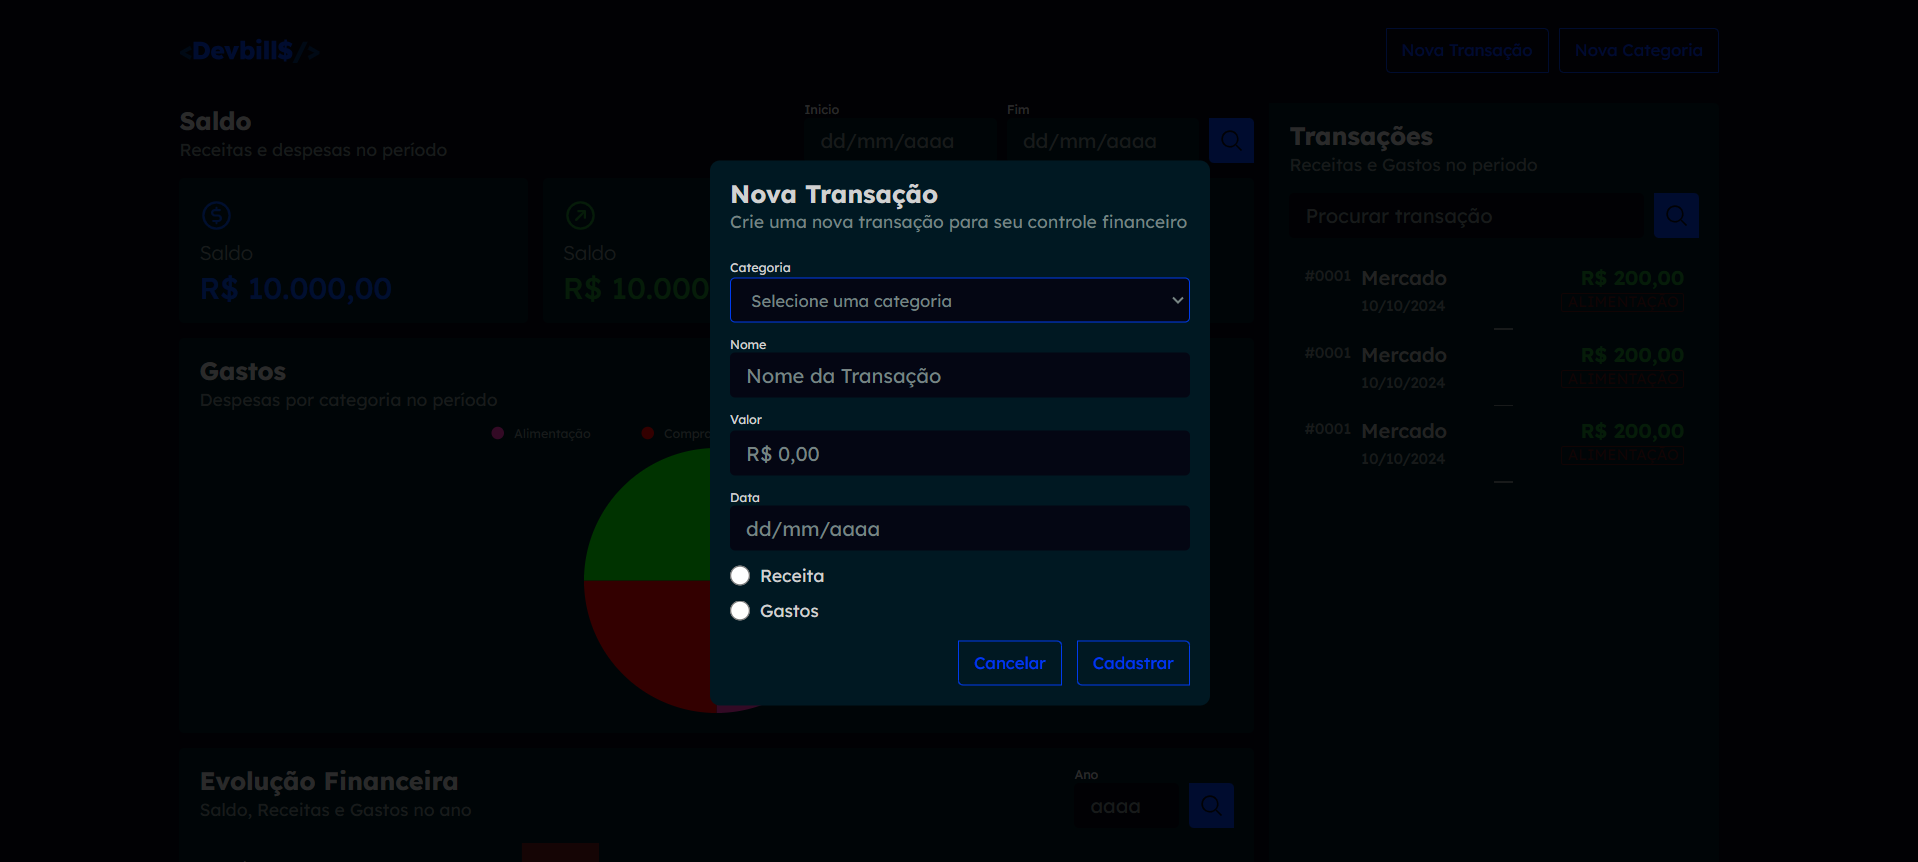 <Devbill$/>
Nova Transação
Nova Categoria
Saldo
Receitas e despesas no período
Inicio
dd/mm/aaaa
Fim
dd/mm/aaaa
Saldo
R$ 10.000,00
Saldo
R$ 10.000
Gastos
Despesas por categoria no periodo
Alimentação
Compra
Evolução Financeira
Saldo, Receitas e Gastos no ano
Ano
aaaa
Nova Transação
Crie uma nova transação para seu controle financeiro
Categoria
Selecione uma categoria
Nome
Nome da Transação
Valor
R$ 0,00
Data
dd/mm/aaaa
Receita
Gastos
Cancelar
Cadastrar
Transações
Receitas e Gastos no periodo
Procurar transação
#0001 Mercado R$ 200,00
10/10/2024 ALIMENTAÇÃO
#0001 Mercado R$ 200,00
10/10/2024 ALIMENTAÇÃO
#0001 Mercado R$ 200,00
10/10/2024 ALIMENTAÇÃO